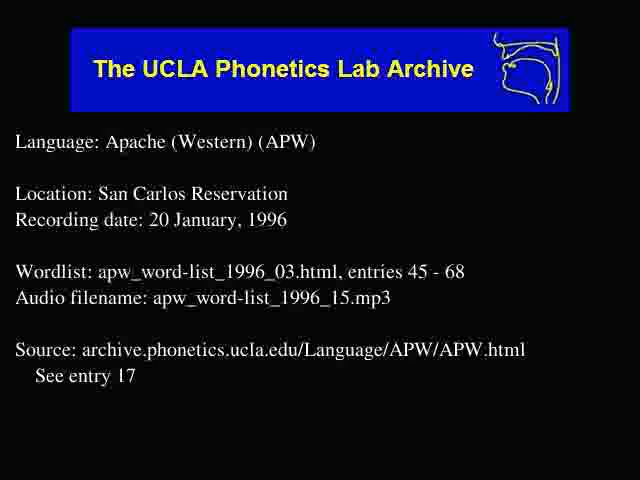 The UCLA Phonetics Lab Archive
Language: Apache (Western) (APW)
Location: San Carlos Reservation
Recording date: 20 January, 1996
Wordlist: apw_word-list_1996_03.html, entries 45 - 68
Audio filename: apw_word-list_1996_15.mp3
Source: archive.phonetics.ucla.edu/Language/APW/APW.html
See entry 17